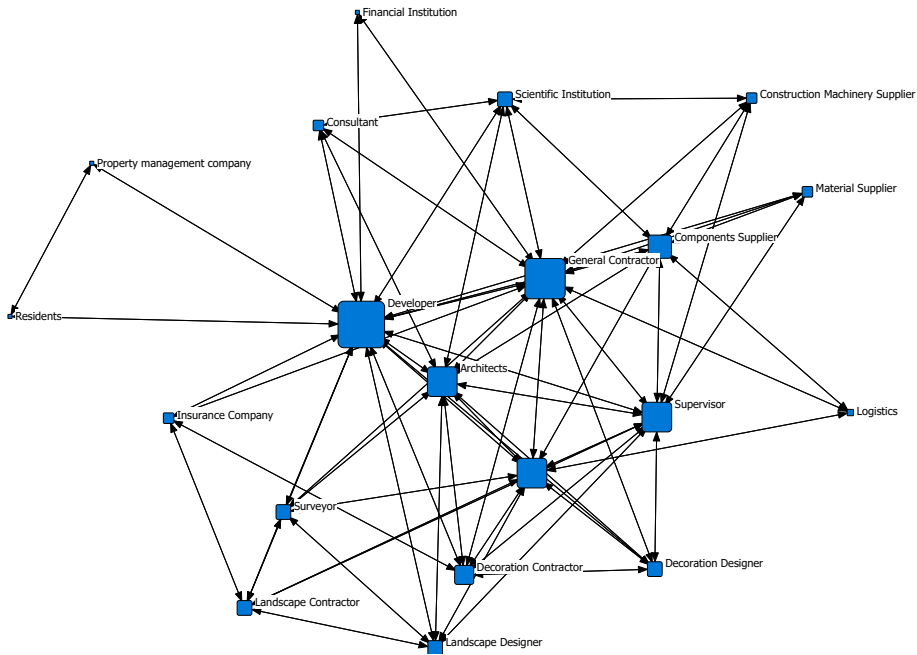 Financial Institution
Scientific Institution
Construction Machinery Supplier
Consultant
Property management company
Material Supplier
Components Supplier
General Contractor
Developer
Residents
Architects
Supervisor
Logistics
Insurance Company
Surveyor
Decoration Contractor
Decoration Designer
Landscape Contractor
Landscape Designer